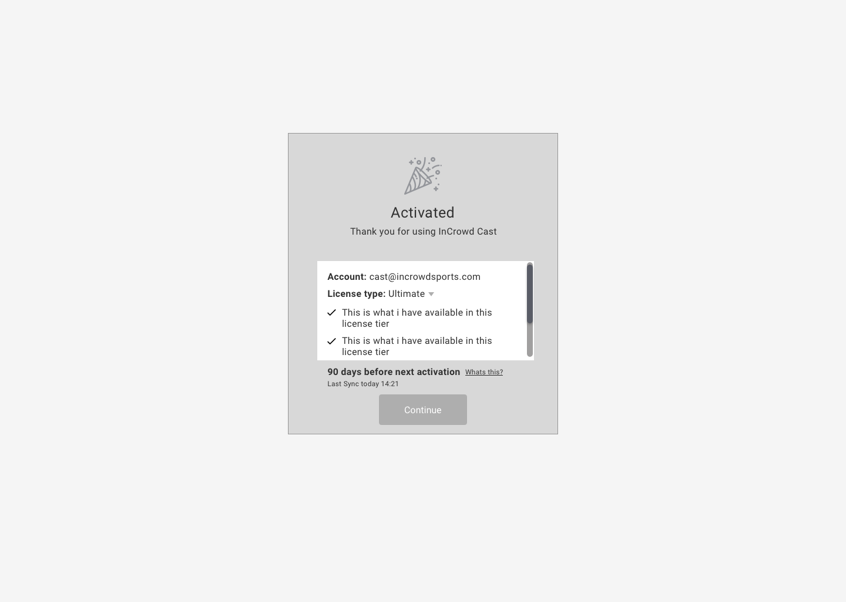 Activated
Thank you for using InCrowd Cast
Account: cast@incrowdsports.com
License type: Ultimate
This is what i have available in this
license tier
This is what i have available in this
license tier
90 days before next activation Whats this?
Last Sync today 14:21
Continue